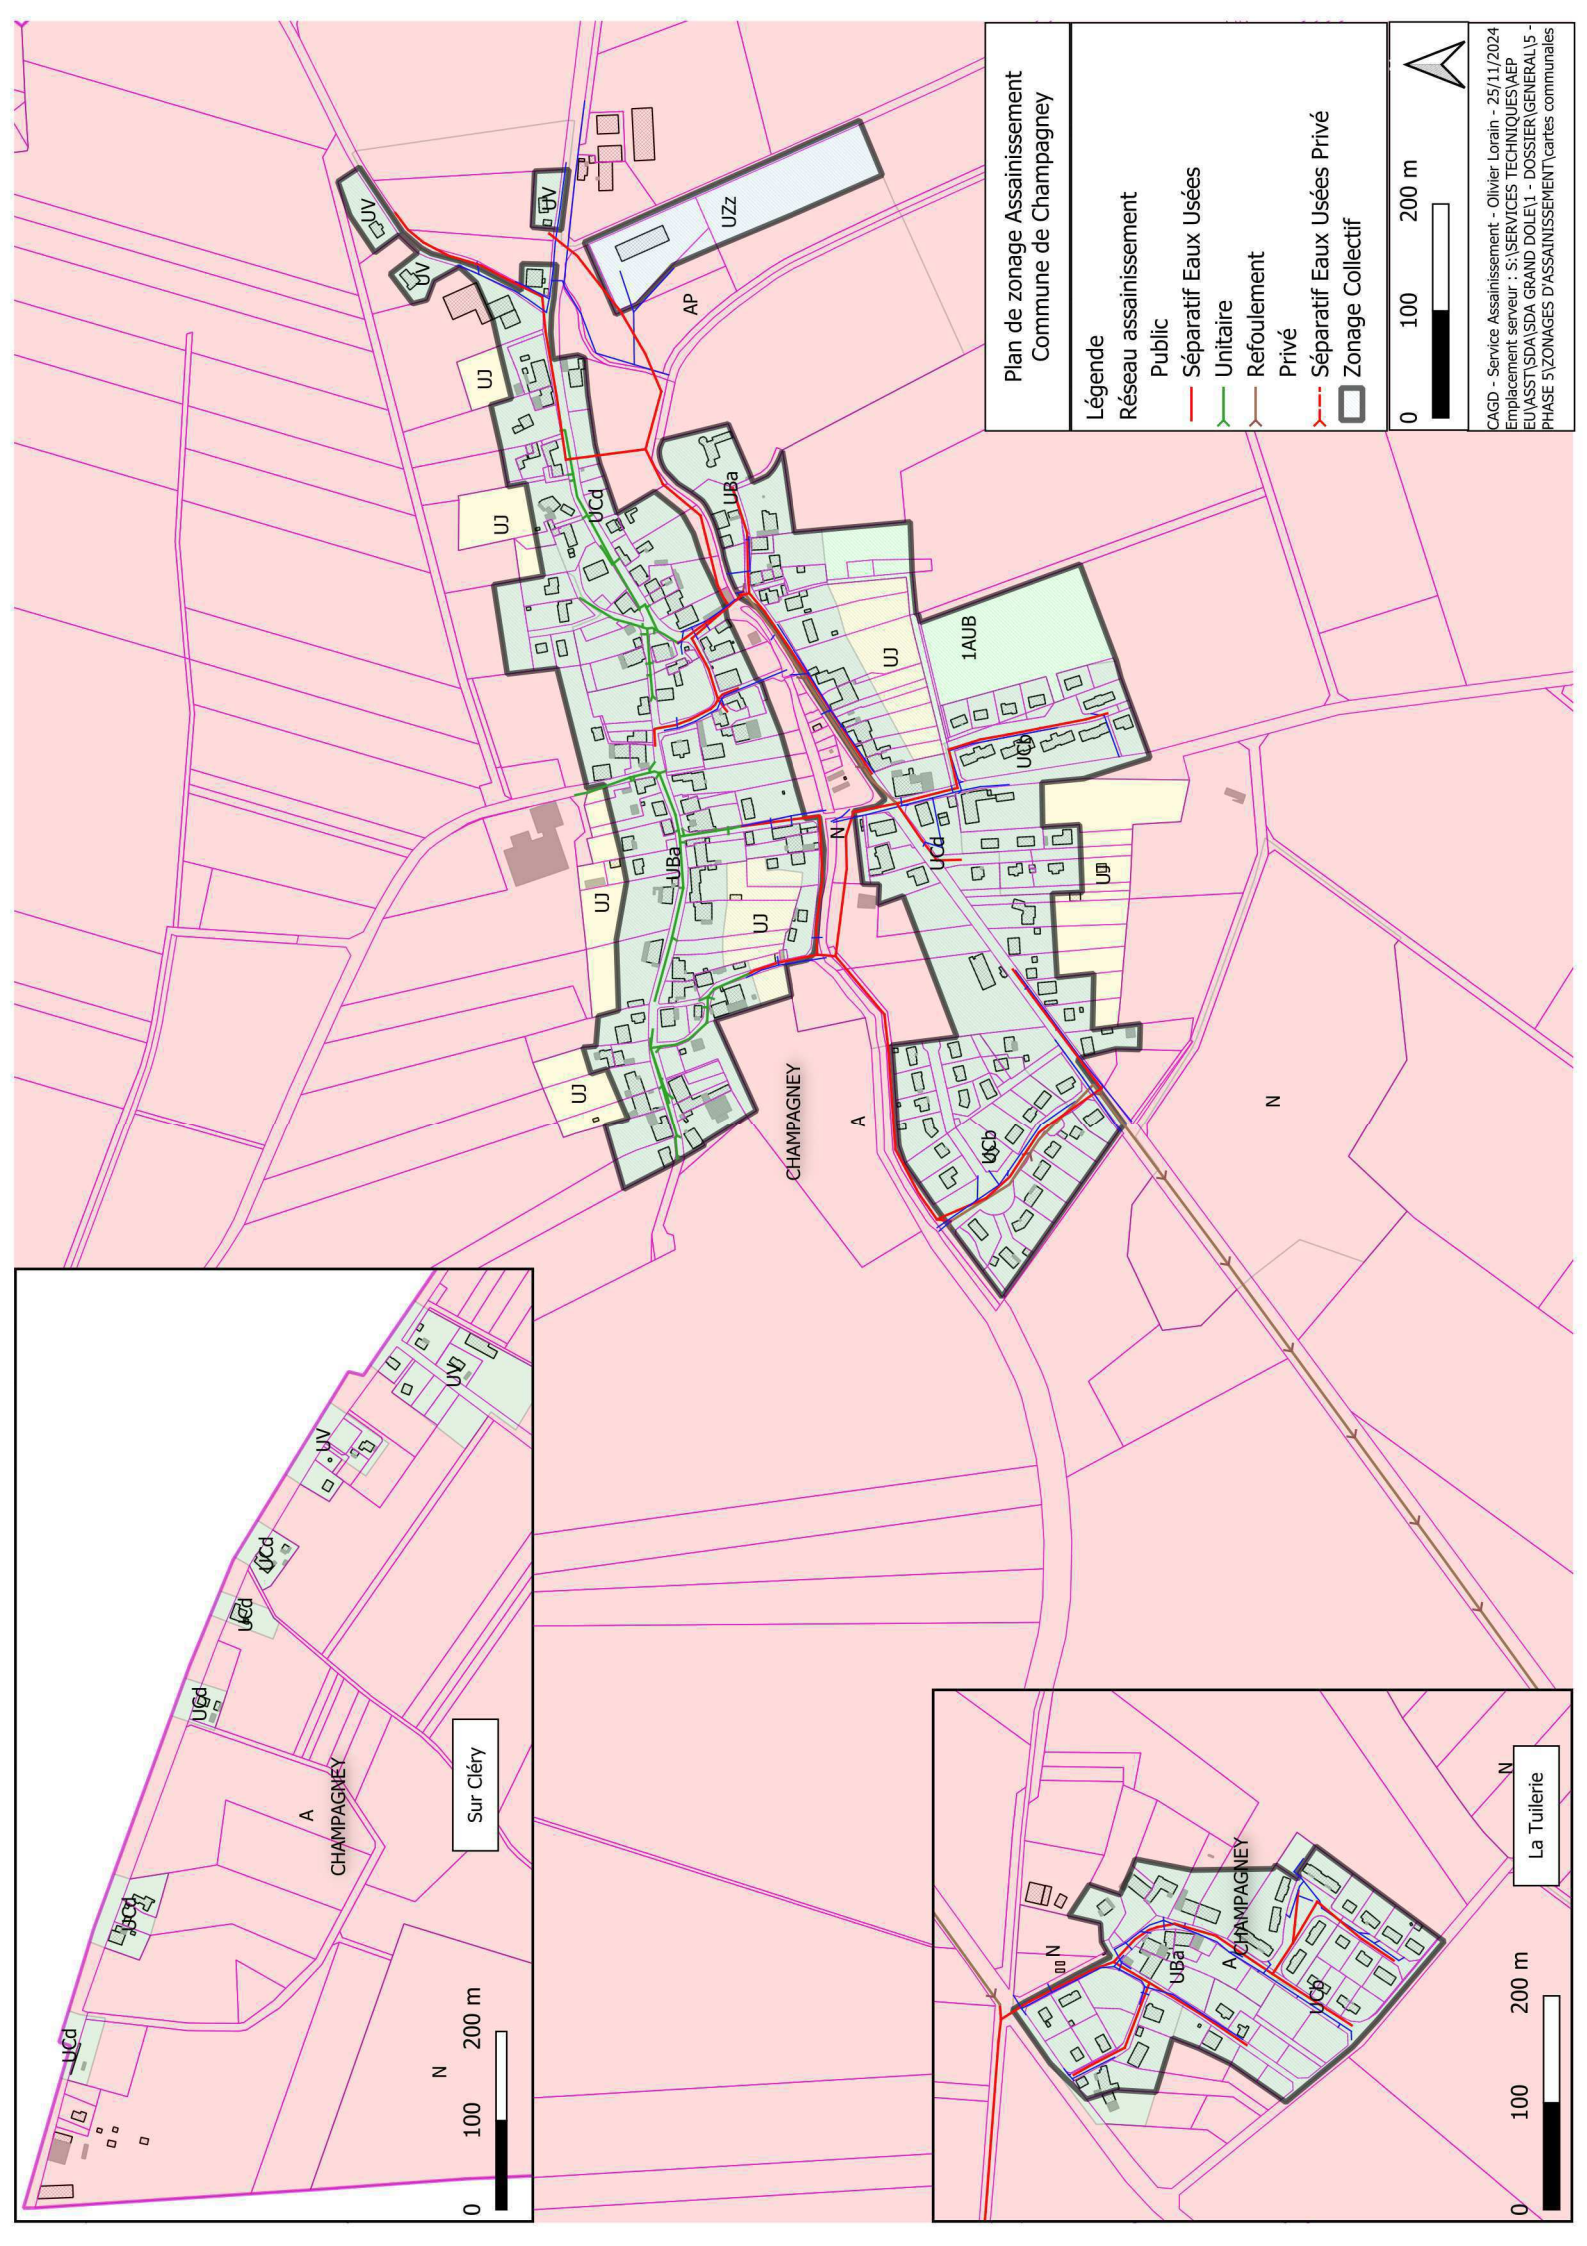 Plan de zonage Assainissement
Commune de Champagney
Légende
Réseau assainissement
Public
Séparatif Eaux Usées
Unitaire
Refoulement
Privé
Séparatif Eaux Usées Privé
Zonage Collectif
0 100 200 m
CAGD - Service Assainissement - Olivier Lorain - 25/11/2024
Emplacement serveur : S:\SERVICES TECHNIQUES\AEP
EU\ASST\SDA\SDA GRAND DOLE\1 - DOSSIER\GENERAL\5 -
PHASE 5\ZONAGES D'ASSAINISSEMENT\cartes communales
UV
UV
UV
UJ
UJ
UCd
UZz
AP
UBa
UJ
1AUB
UCb
UJ
UBa
UJ
N
UCd
UJ
UJ
CHAMPAGNEY
A
UCb
N
UV
UV
UCd
UCd
UCd
A
CHAMPAGNEY
UCd
UCd
N
Sur Cléry
0 100 200 m
N
UBa
A
CHAMPAGNEY
UCb
N
La Tuilerie
0 100 200 m